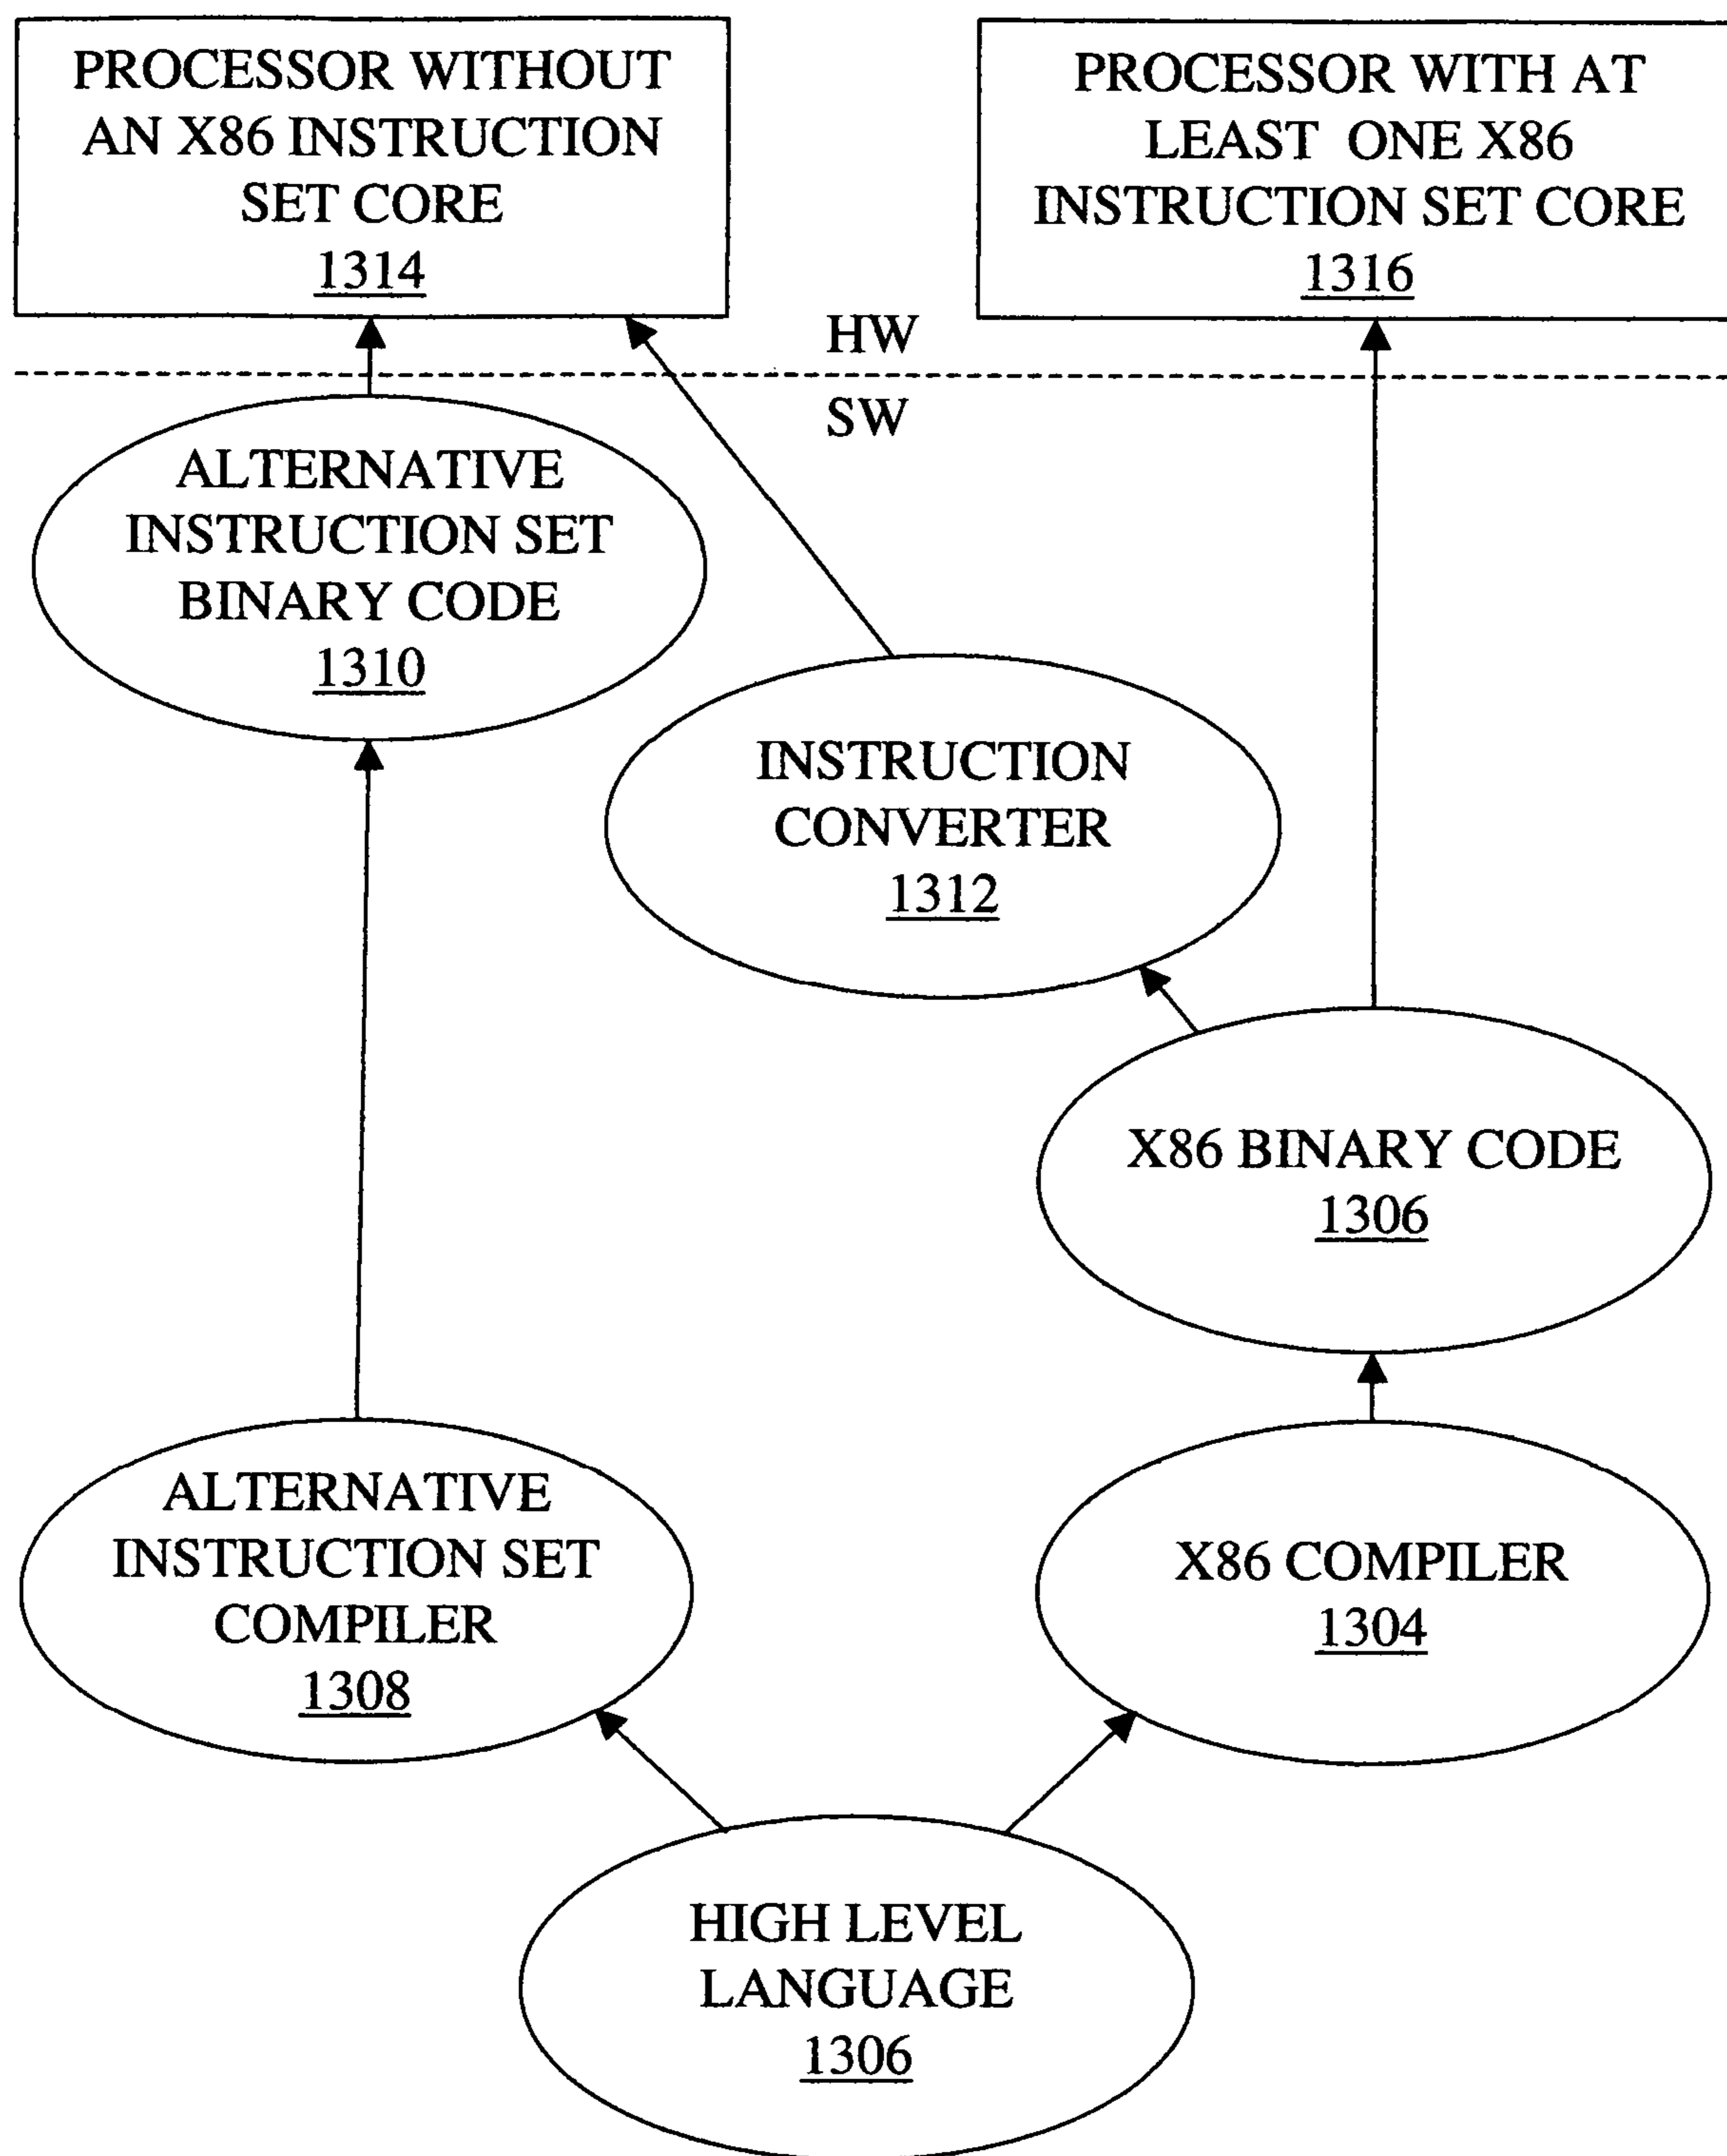 PROCESSOR WITHOUT
AN X86 INSTRUCTION
SET CORE
1314
PROCESSOR WITH AT
LEAST ONE X86
INSTRUCTION SET CORE
1316
HW
SW
ALTERNATIVE
INSTRUCTION SET
BINARY CODE
1310
INSTRUCTION
CONVERTER
1312
X86 BINARY CODE
1306
ALTERNATIVE
INSTRUCTION SET
COMPILER
1308
X86 COMPILER
1304
HIGH LEVEL
LANGUAGE
1306